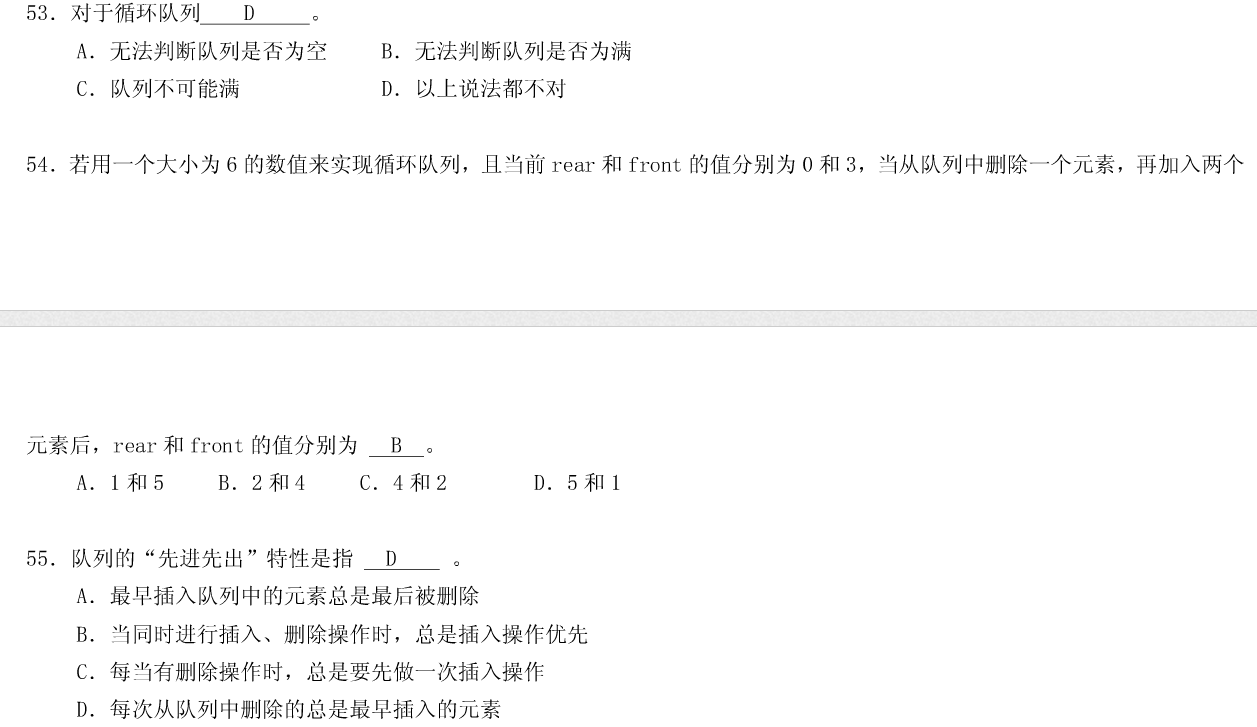 53．对于循环队列　　D　　。
A．无法判断队列是否为空　　B．无法判断队列是否为满
C．队列不可能满　　D．以上说法都不对
54．若用一个大小为 6 的数值来实现循环队列，且当前 rear 和 front 的值分别为 0 和 3，当从队列中删除一个元素，再加入两个
元素后，rear 和 front 的值分别为　B　。
A．1 和 5　　B．2 和 4　　C．4 和 2　　D．5 和 1
55．队列的“先进先出”特性是指　D　。
A．最早插入队列中的元素总是最后被删除
B．当同时进行插入、删除操作时，总是插入操作优先
C．每当有删除操作时，总是要先做一次插入操作
D．每次从队列中删除的总是最早插入的元素